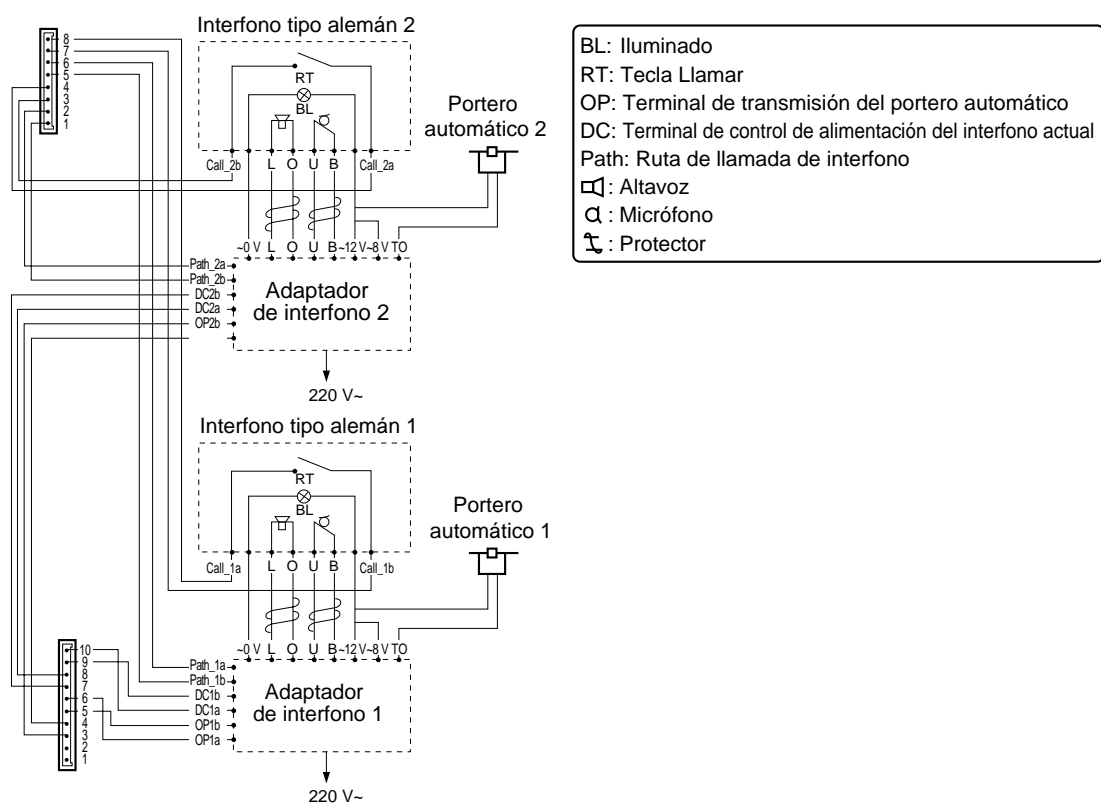 Interfono tipo alemán 2
8
7
6
5
4
3
2
1
RT
BL
Call_2b
L O U B
Call_2a
Portero
automático 2
~0 V L O U B ~12 V ~8 V TO
Path_2a
Path_2b
DC2b
DC2a
OP2b
Adaptador
de interfono 2
220 V~
Interfono tipo alemán 1
RT
BL
Call_1a
L O U B
Call_1b
Portero
automático 1
~0 V L O U B ~12 V ~8 V TO
Path_1a
Path_1b
DC1b
DC1a
OP1b
OP1a
Adaptador
de interfono 1
220 V~
10
9
8
7
6
5
4
3
2
1
BL: Iluminado
RT: Tecla Llamar
OP: Terminal de transmisión del portero automático
DC: Terminal de control de alimentación del interfono actual
Path: Ruta de llamada de interfono
: Altavoz
: Micrófono
: Protector